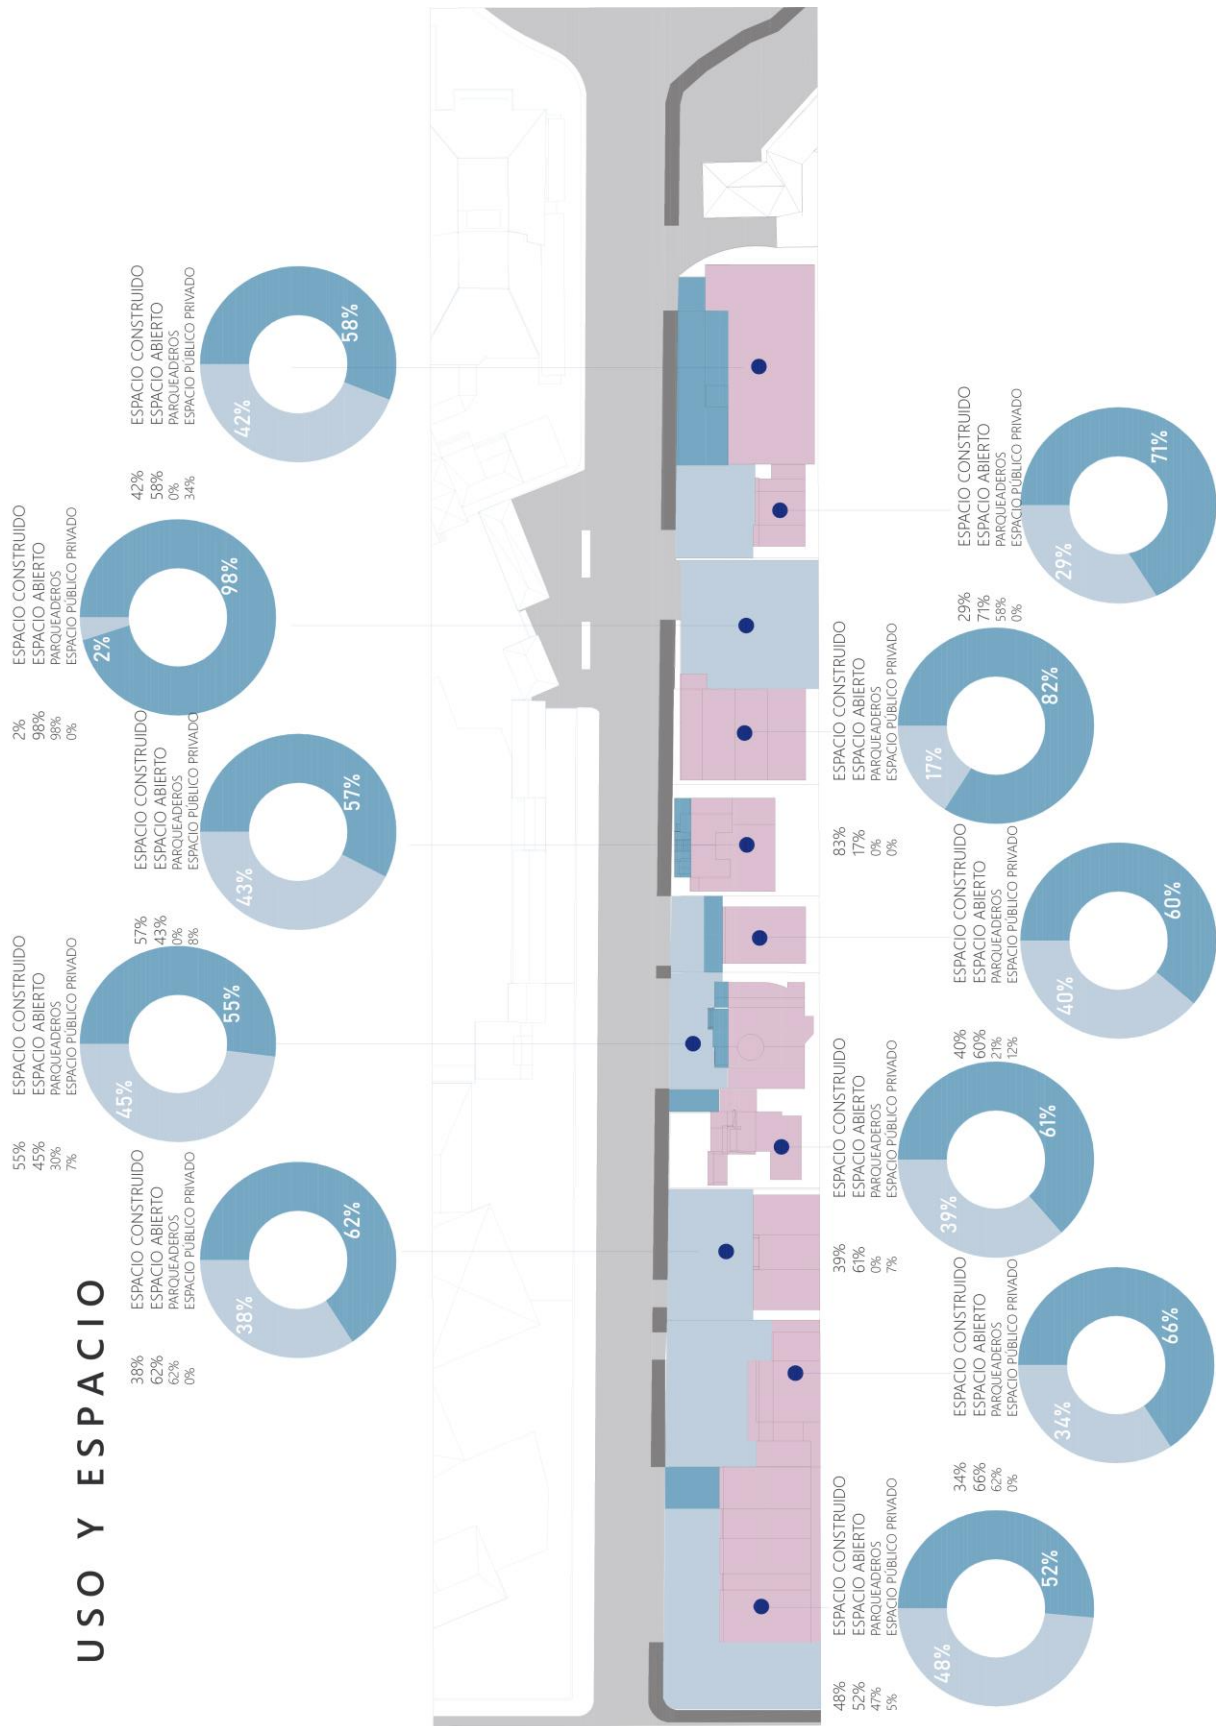 USO Y ESPACIO
38% ESPACIO CONSTRUIDO
62% ESPACIO ABIERTO
62% PARQUEADEROS
0% ESPACIO PÚBLICO PRIVADO
38%
62%
55% ESPACIO CONSTRUIDO
45% ESPACIO ABIERTO
30% PARQUEADEROS
7% ESPACIO PÚBLICO PRIVADO
45%
55%
57% ESPACIO CONSTRUIDO
43% ESPACIO ABIERTO
0% PARQUEADEROS
8% ESPACIO PÚBLICO PRIVADO
43%
57%
2% ESPACIO CONSTRUIDO
98% ESPACIO ABIERTO
98% PARQUEADEROS
0% ESPACIO PÚBLICO PRIVADO
2%
98%
42% ESPACIO CONSTRUIDO
58% ESPACIO ABIERTO
0% PARQUEADEROS
34% ESPACIO PÚBLICO PRIVADO
42%
58%
48% ESPACIO CONSTRUIDO
52% ESPACIO ABIERTO
47% PARQUEADEROS
5% ESPACIO PÚBLICO PRIVADO
48%
52%
34% ESPACIO CONSTRUIDO
66% ESPACIO ABIERTO
62% PARQUEADEROS
0% ESPACIO PÚBLICO PRIVADO
34%
66%
39% ESPACIO CONSTRUIDO
61% ESPACIO ABIERTO
0% PARQUEADEROS
7% ESPACIO PÚBLICO PRIVADO
39%
61%
40% ESPACIO CONSTRUIDO
60% ESPACIO ABIERTO
21% PARQUEADEROS
12% ESPACIO PÚBLICO PRIVADO
40%
60%
83% ESPACIO CONSTRUIDO
17% ESPACIO ABIERTO
0% PARQUEADEROS
0% ESPACIO PÚBLICO PRIVADO
17%
82%
29% ESPACIO CONSTRUIDO
71% ESPACIO ABIERTO
58% PARQUEADEROS
0% ESPACIO PÚBLICO PRIVADO
29%
71%